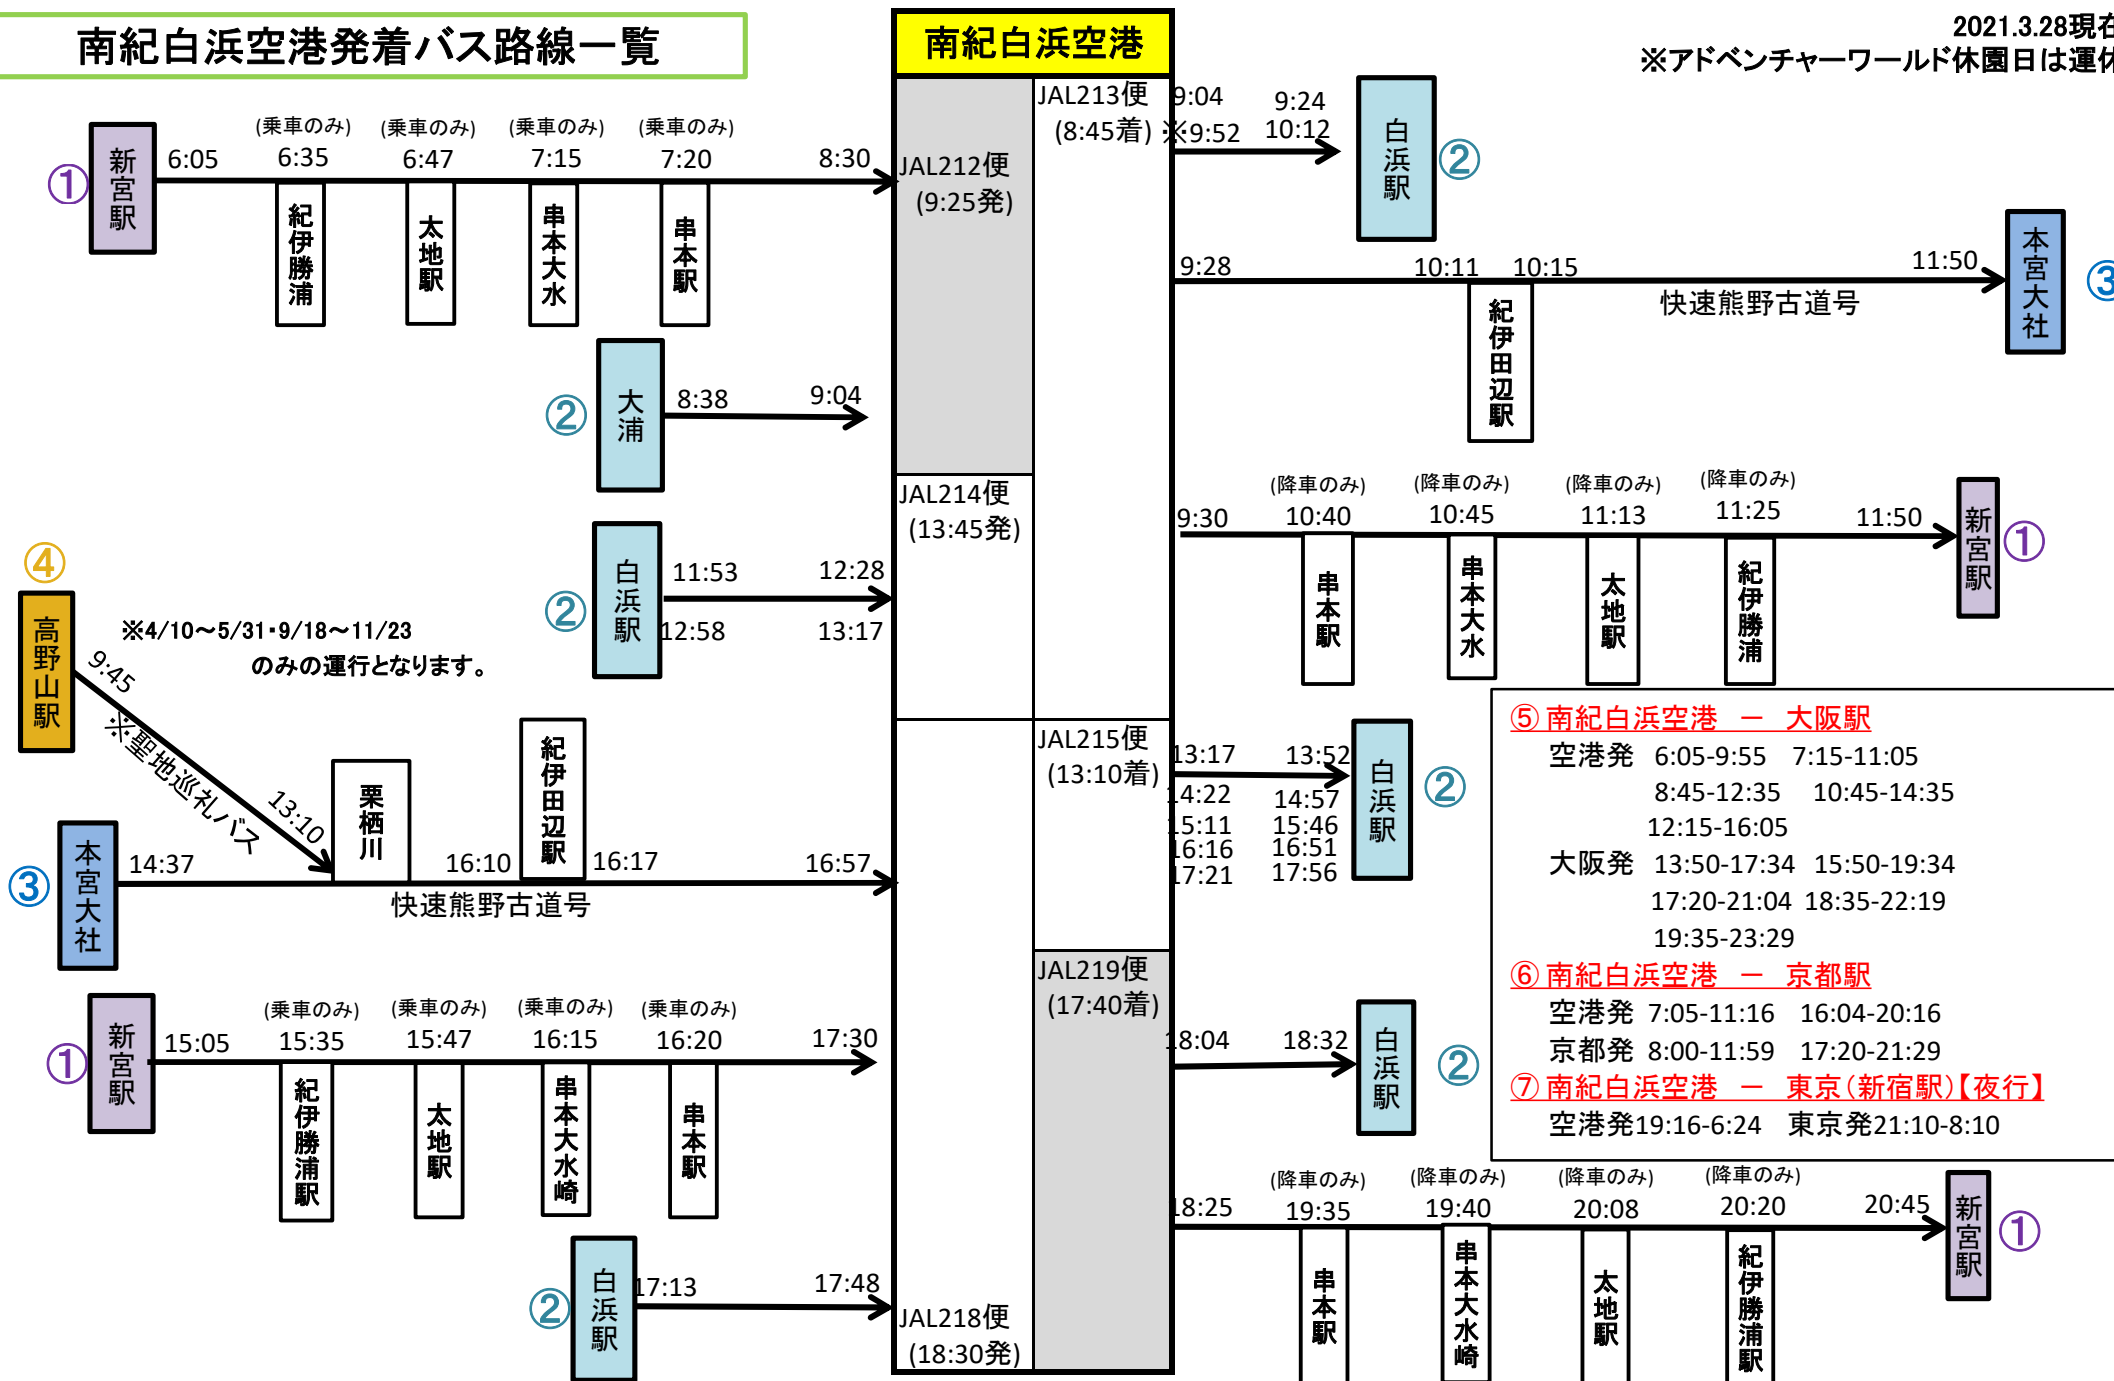 南紀白浜空港発着バス路線一覧
南紀白浜空港
2021.3.28現在
※アドベンチャーワールド休園日は運休
①
新宮駅
6:05
(乗車のみ)
6:35
紀伊勝浦
(乗車のみ)
6:47
太地駅
(乗車のみ)
7:15
串本大水
(乗車のみ)
7:20
串本駅
8:30
JAL212便
(9:25発)
②
大浦
8:38
9:04
JAL214便
(13:45発)
②
白浜駅
11:53
12:28
12:58
13:17
④
高野山駅
※4/10～5/31・9/18～11/23
のみの運行となります。
9:45
※聖地巡礼バス
13:10
栗栖川
③
本宮大社
14:37
16:10
紀伊田辺駅
16:17
16:57
快速熊野古道号
①
新宮駅
15:05
(乗車のみ)
15:35
紀伊勝浦駅
(乗車のみ)
15:47
太地駅
(乗車のみ)
16:15
串本大水崎
(乗車のみ)
16:20
串本駅
17:30
②
白浜駅
17:13
17:48
JAL218便
(18:30発)
JAL213便
(8:45着)
9:04
9:24
※9:52
10:12
白浜駅
②
9:28
10:11
10:15
紀伊田辺駅
11:50
快速熊野古道号
本宮大社
③
9:30
(降車のみ)
10:40
串本駅
(降車のみ)
10:45
串本大水
(降車のみ)
11:13
太地駅
(降車のみ)
11:25
紀伊勝浦
11:50
新宮駅
①
JAL215便
(13:10着)
13:17
13:52
14:22
14:57
15:11
15:46
16:16
16:51
17:21
17:56
白浜駅
②
JAL219便
(17:40着)
18:04
18:32
白浜駅
②
⑤ 南紀白浜空港 － 大阪駅
空港発 6:05-9:55 7:15-11:05
8:45-12:35 10:45-14:35
12:15-16:05
大阪発 13:50-17:34 15:50-19:34
17:20-21:04 18:35-22:19
19:35-23:29
⑥ 南紀白浜空港 － 京都駅
空港発 7:05-11:16 16:04-20:16
京都発 8:00-11:59 17:20-21:29
⑦ 南紀白浜空港 － 東京(新宿駅)【夜行】
空港発19:16-6:24 東京発21:10-8:10
18:25
(降車のみ)
19:35
串本駅
(降車のみ)
19:40
串本大水崎
(降車のみ)
20:08
太地駅
(降車のみ)
20:20
紀伊勝浦駅
20:45
新宮駅
①